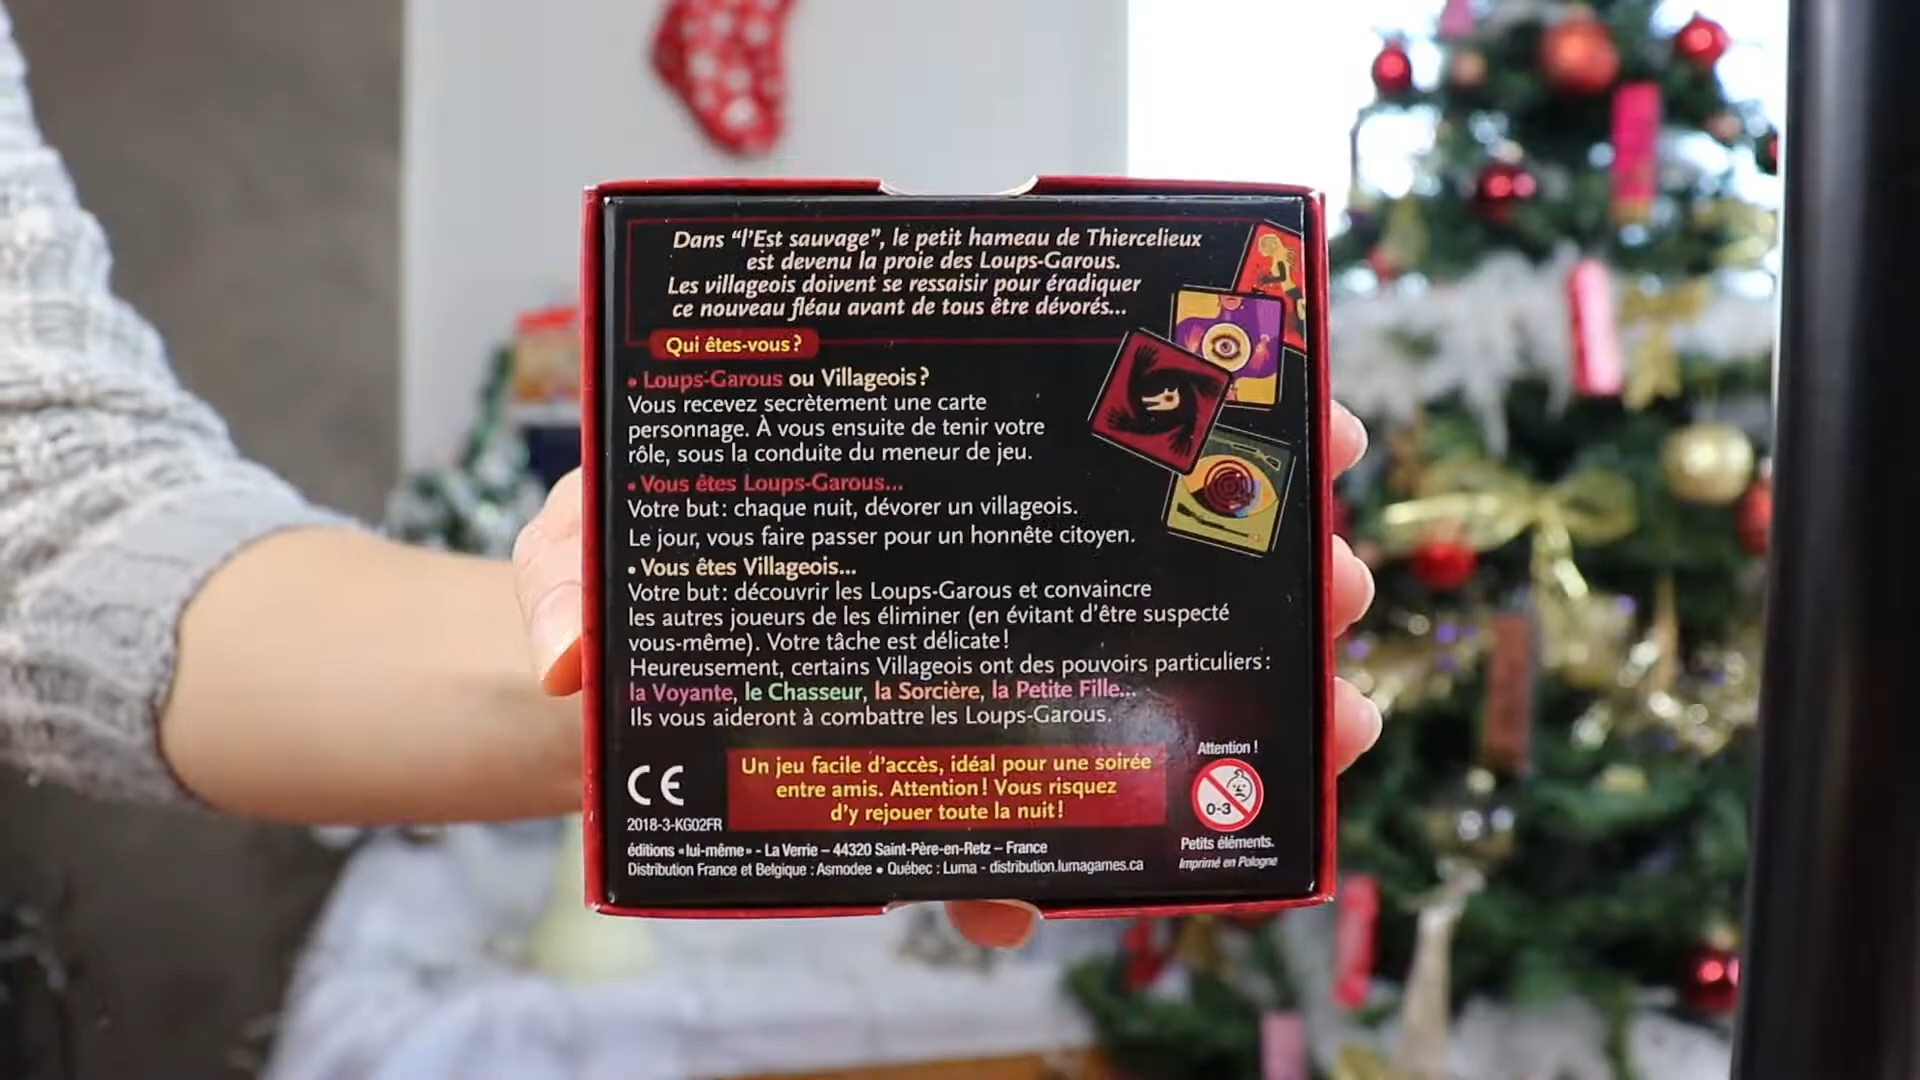 Dans “l’Est sauvage”, le petit hameau de Thiercelieux
est devenu la proie des Loups-Garous.
Les villageois doivent se ressaisir pour éradiquer
ce nouveau fléau avant de tous être dévorés...
Qui êtes-vous ?
• Loups-Garous ou Villageois ?
Vous recevez secrètement une carte
personnage. À vous ensuite de tenir votre
rôle, sous la conduite du meneur de jeu.
• Vous êtes Loups-Garous...
Votre but : chaque nuit, dévorer un villageois.
Le jour, vous faire passer pour un honnête citoyen.
• Vous êtes Villageois...
Votre but : découvrir les Loups-Garous et convaincre
les autres joueurs de les éliminer (en évitant d’être suspecté
vous-même). Votre tâche est délicate !
Heureusement, certains Villageois ont des pouvoirs particuliers :
la Voyante, le Chasseur, la Sorcière, la Petite Fille...
Ils vous aideront à combattre les Loups-Garous.
Un jeu facile d’accès, idéal pour une soirée
entre amis. Attention ! Vous risquez
d’y rejouer toute la nuit !
CE
2018-3-KG02FR
Attention !
0-3
Petits éléments.
Imprimé en Pologne
éditions «lui-même» - La Verrie – 44320 Saint-Père-en-Retz – France
Distribution France et Belgique : Asmodee • Québec : Luma - distribution.lumagames.ca